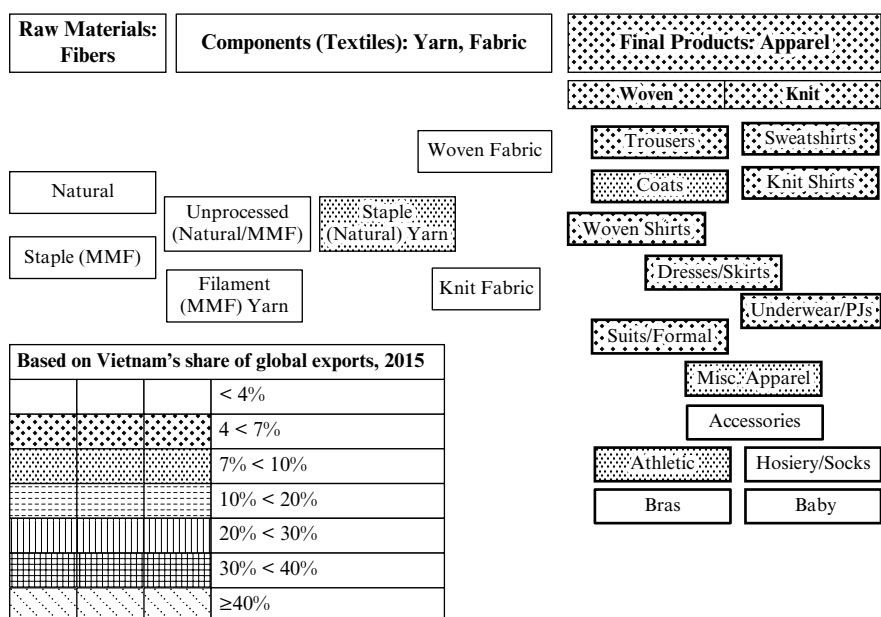 Raw Materials:
Fibers
Components (Textiles): Yarn, Fabric
Final Products: Apparel
Woven
Knit
Woven Fabric
Trousers
Sweatshirts
Natural
Coats
Knit Shirts
Unprocessed
(Natural/MMF)
Staple
(Natural) Yarn
Woven Shirts
Staple (MMF)
Dresses/Skirts
Filament
(MMF) Yarn
Knit Fabric
Underwear/PJs
Suits/Formal
Misc. Apparel
Accessories
Athletic
Hosiery/Socks
Bras
Baby
Based on Vietnam’s share of global exports, 2015
< 4%
4 < 7%
7% < 10%
10% < 20%
20% < 30%
30% < 40%
≥40%